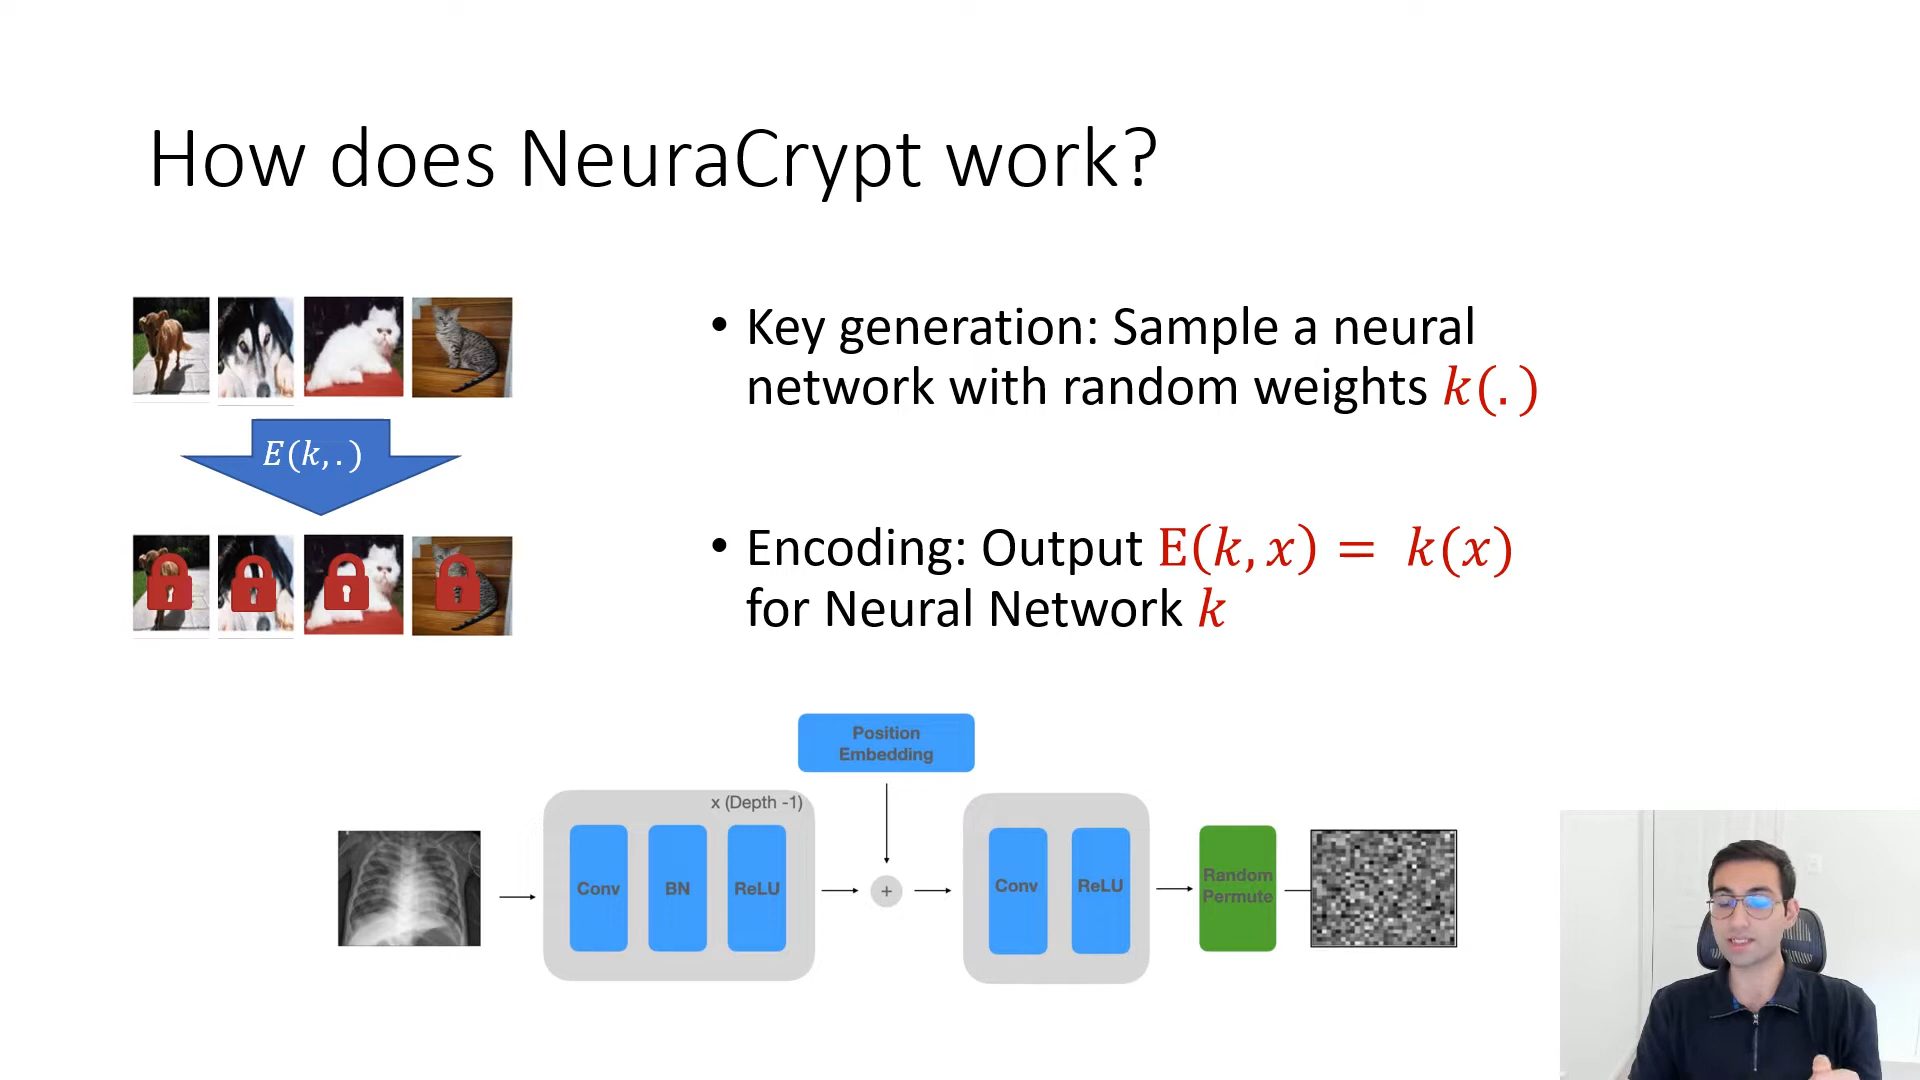 How does NeuraCrypt work?
E(k,.)
• Key generation: Sample a neural
network with random weights k(.)
• Encoding: Output E(k,x) = k(x)
for Neural Network k
Position
Embedding
x (Depth -1)
Conv
BN
ReLU
+
Conv
ReLU
Random
Permute